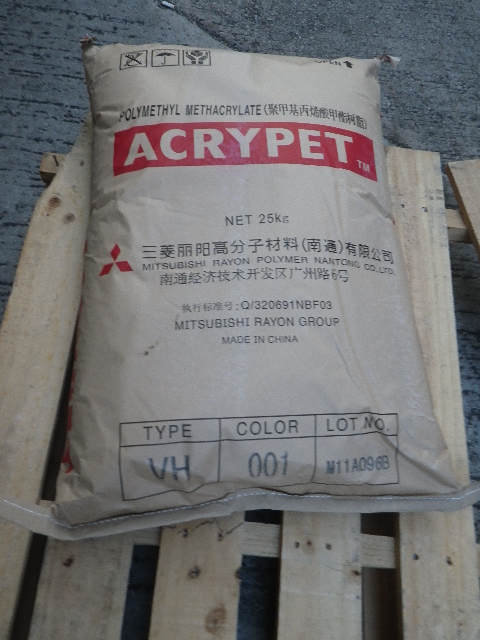 OPEN
POLYMETHYL METHACRYLATE (聚甲基丙烯酸甲酯树脂)
ACRYPET TM
NET 25KG
三菱丽阳高分子材料(南通)有限公司
MITSUBISHI RAYON POLYMER NANTONG CO.,LTD.
南通经济技术开发区广州路6号
执行标准号:Q/320691NBF03
MITSUBISHI RAYON GROUP
MADE IN CHINA
TYPE COLOR LOT NO.
VH 001 M11A096B